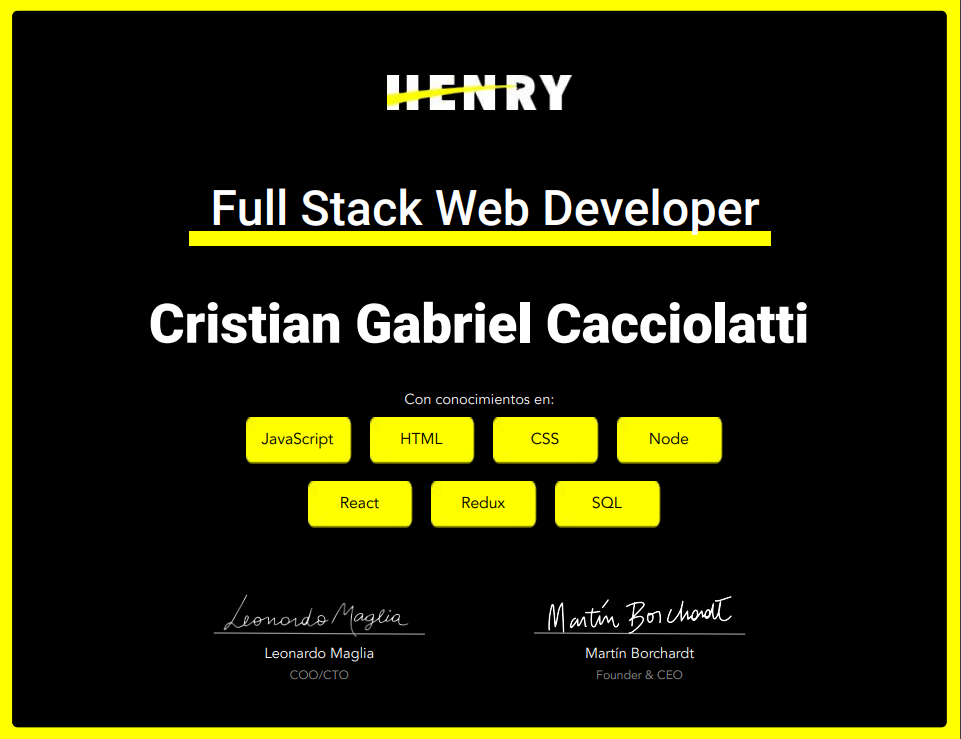 HENRY
Full Stack Web Developer
Cristian Gabriel Cacciolatti
Con conocimientos en:
JavaScript HTML CSS Node
React Redux SQL
Leonardo Maglia Martín Borchardt
Leonardo Maglia Martín Borchardt
COO/CTO Founder & CEO